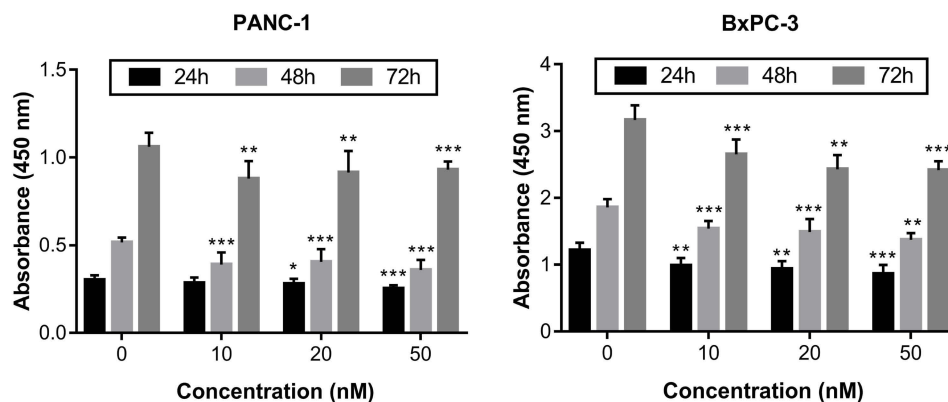 PANC-1
24h 48h 72h
Absorbance (450 nm)
1.5
1.0
0.5
0.0
** ** ***
*** *** ***
* ***
0 10 20 50
Concentration (nM)
BxPC-3
24h 48h 72h
Absorbance (450 nm)
4
3
2
1
0
*** ** ***
*** *** **
** ** ***
0 10 20 50
Concentration (nM)